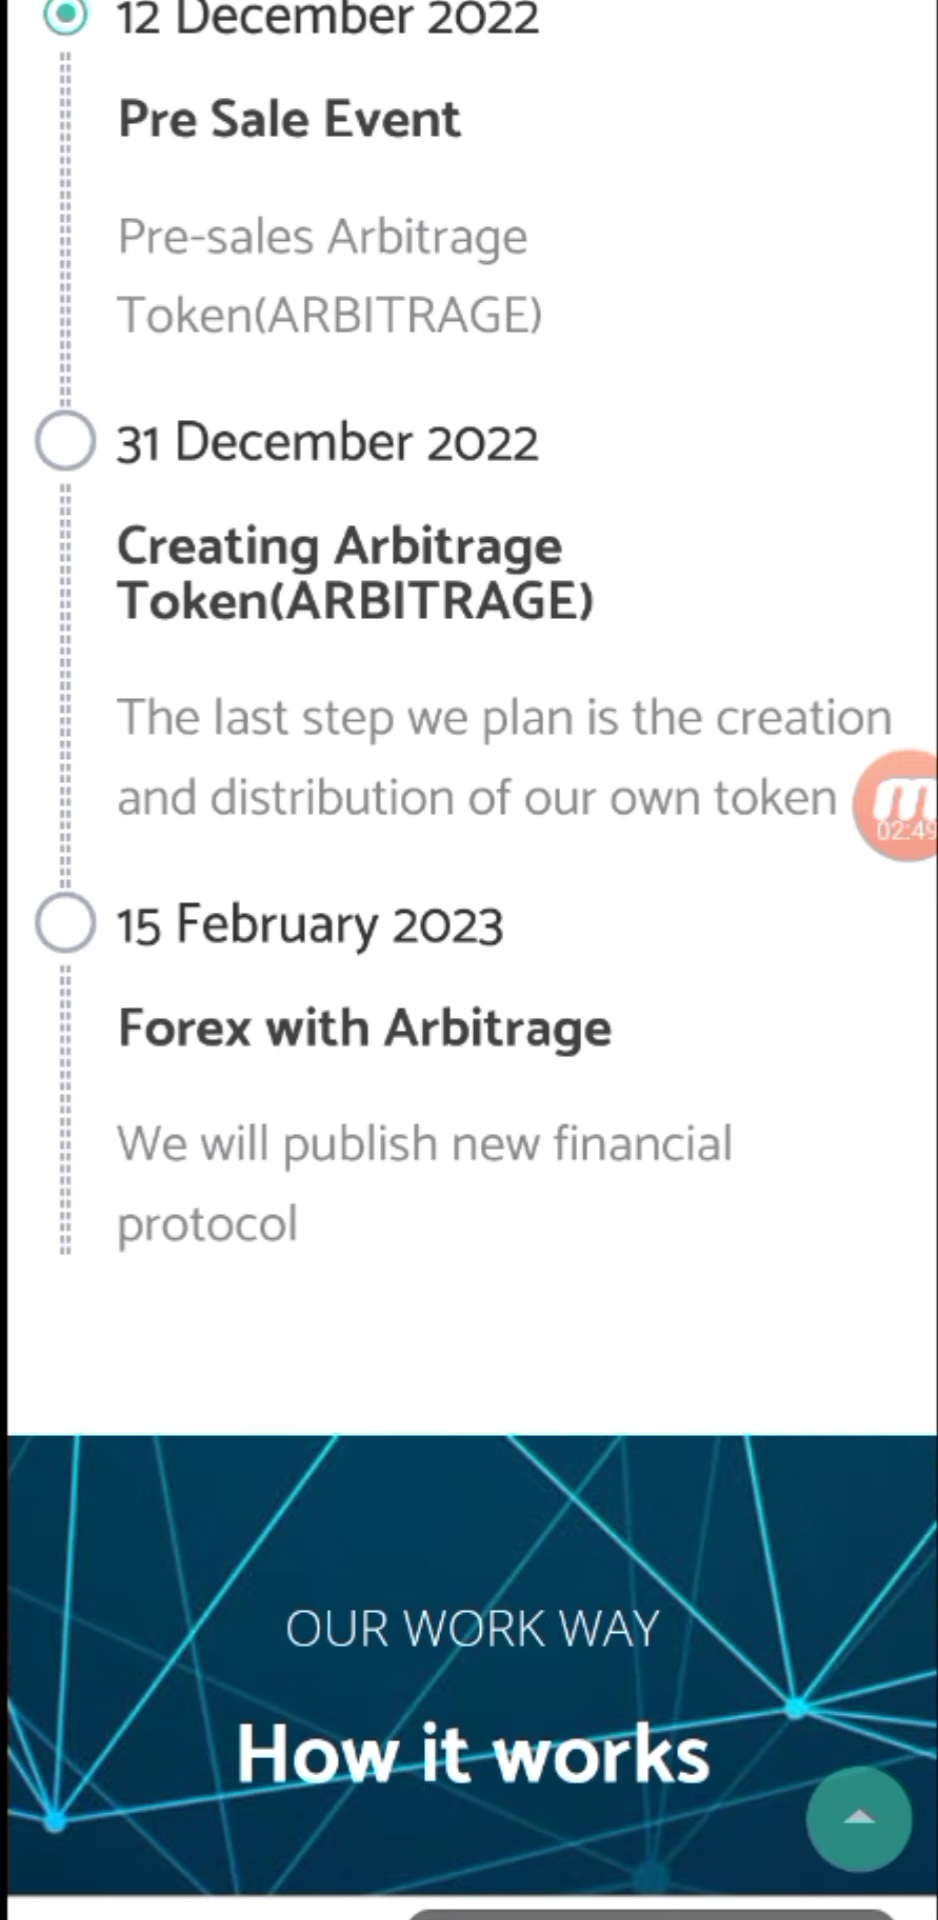 12 December 2022
Pre Sale Event
Pre-sales Arbitrage
Token(ARBITRAGE)
31 December 2022
Creating Arbitrage
Token(ARBITRAGE)
The last step we plan is the creation
and distribution of our own token
02:49
15 February 2023
Forex with Arbitrage
We will publish new financial
protocol
OUR WORK WAY
How it works